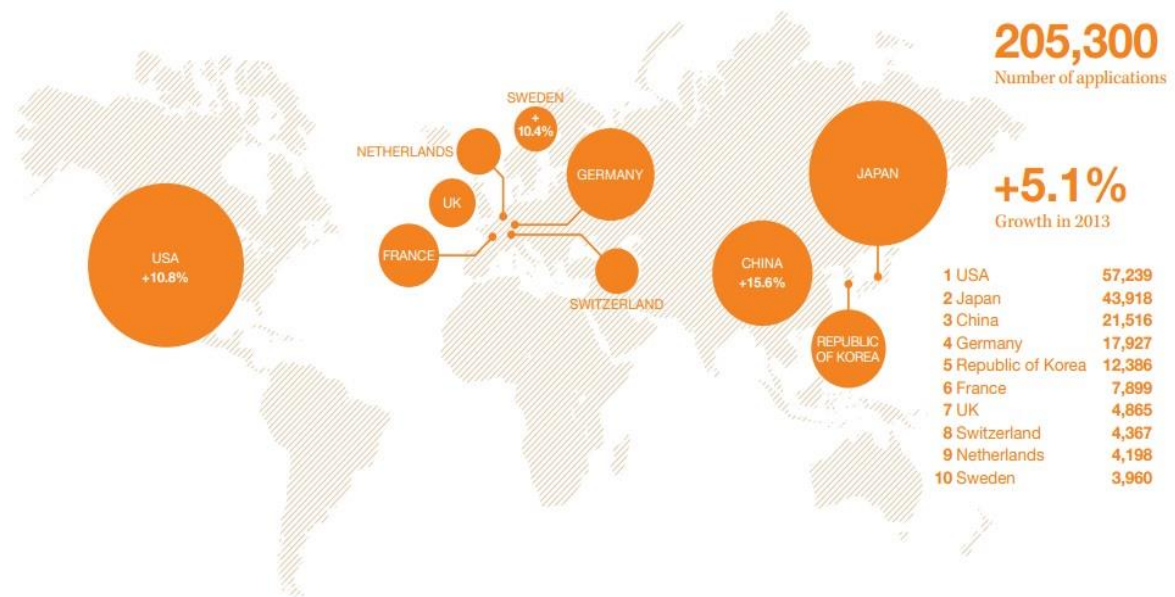 205,300
Number of applications
SWEDEN
+
10.4%
NETHERLANDS
GERMANY
JAPAN
UK
+5.1%
Growth in 2013
FRANCE
USA
+10.8%
CHINA
+15.6%
SWITZERLAND
REPUBLIC
OF KOREA
1 USA 57,239
2 Japan 43,918
3 China 21,516
4 Germany 17,927
5 Republic of Korea 12,386
6 France 7,899
7 UK 4,865
8 Switzerland 4,367
9 Netherlands 4,198
10 Sweden 3,960